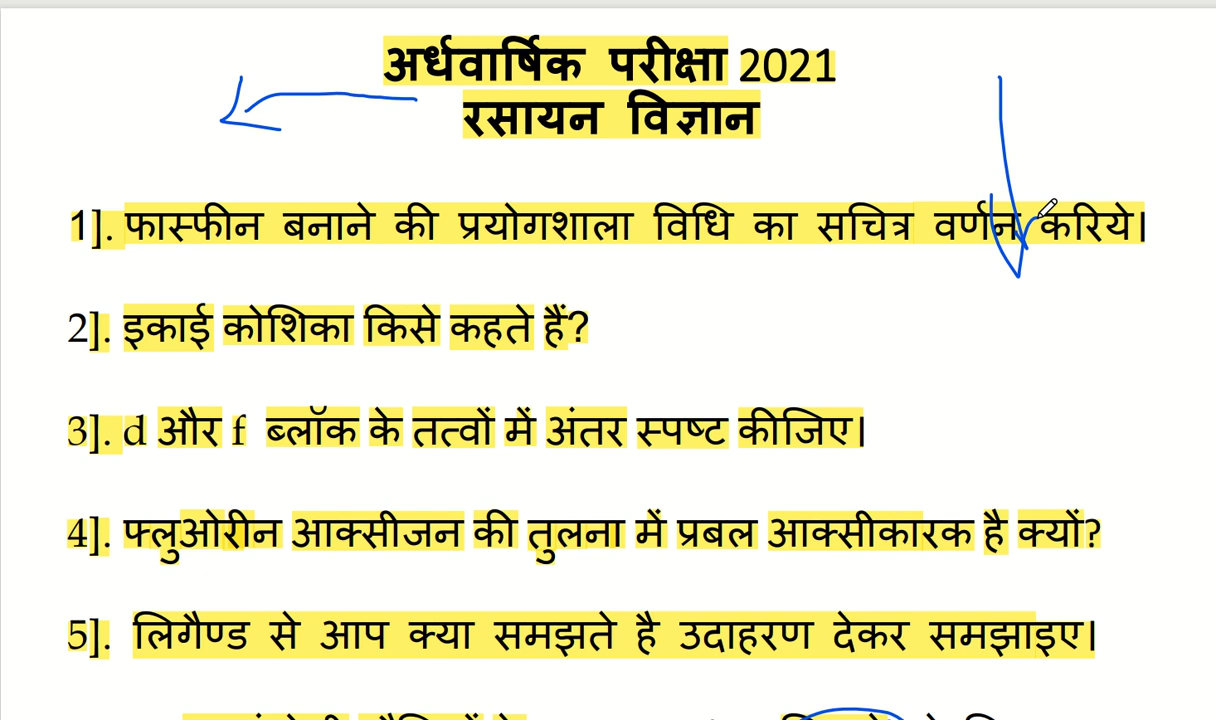 अर्धवार्षिक परीक्षा 2021
रसायन विज्ञान
1]. फास्फीन बनाने की प्रयोगशाला विधि का सचित्र वर्णन करिये।
2]. इकाई कोशिका किसे कहते हैं?
3]. d और f ब्लॉक के तत्वों में अंतर स्पष्ट कीजिए।
4]. फ्लुओरीन आक्सीजन की तुलना में प्रबल आक्सीकारक है क्यों?
5]. लिगैण्ड से आप क्या समझते है उदाहरण देकर समझाइए।